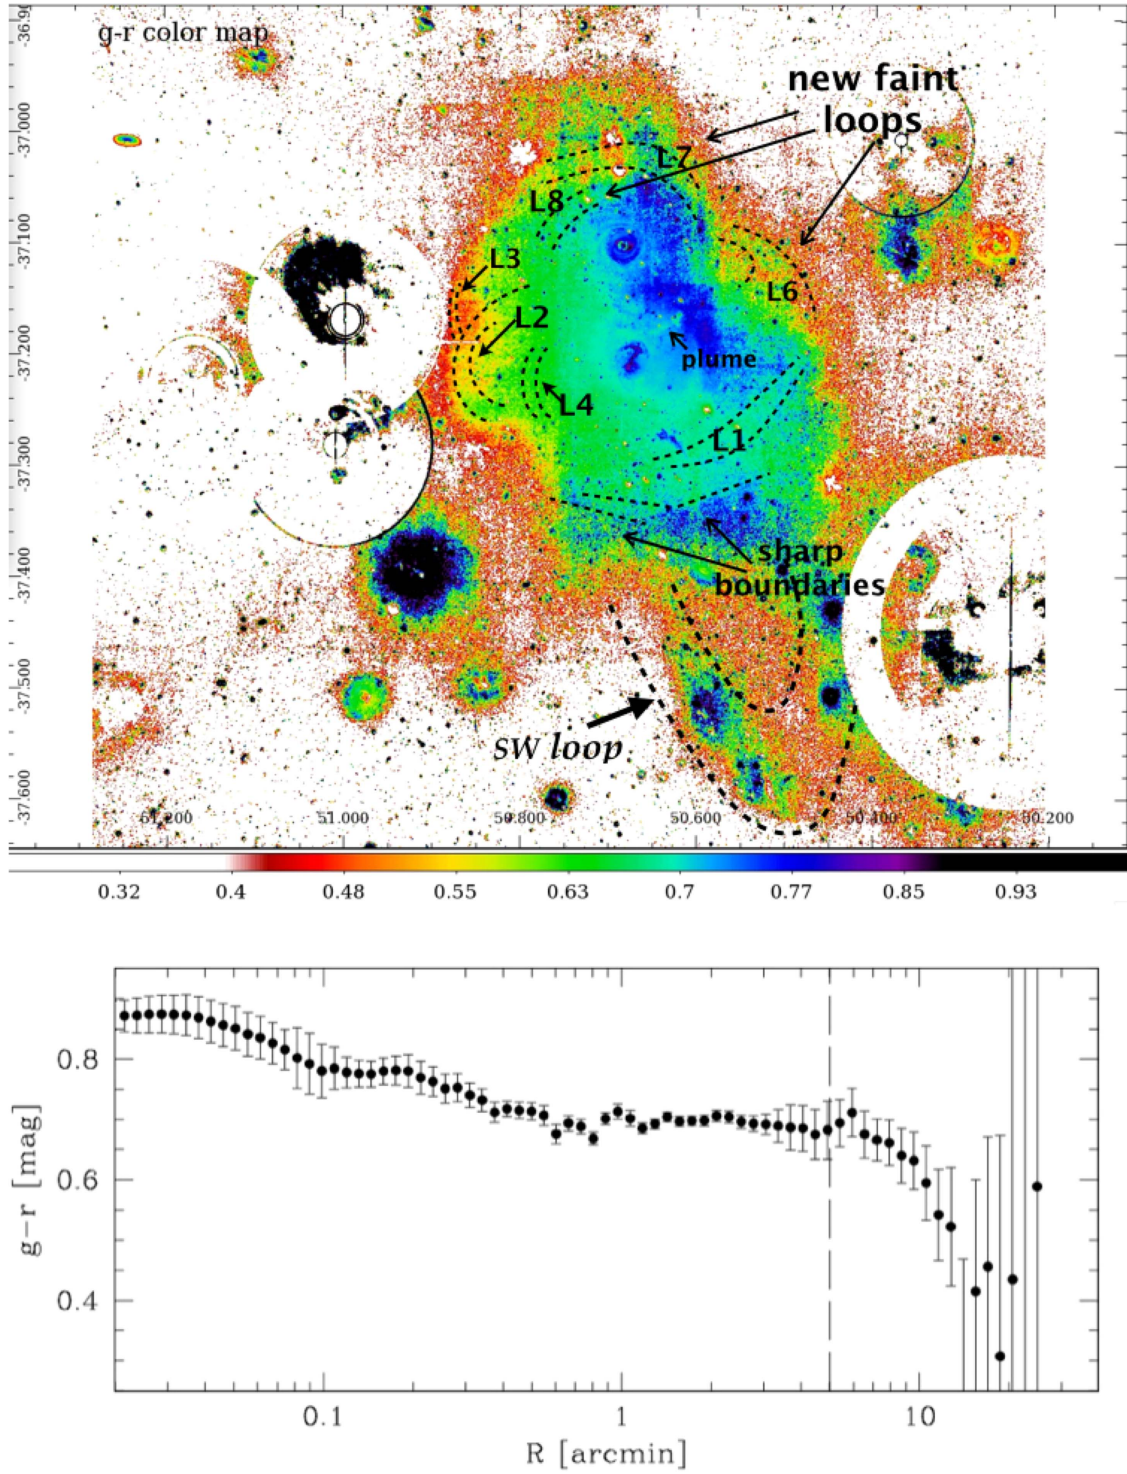 g-r color map
-36.90
-37.000
-37.100
-37.200
-37.300
-37.400
-37.500
-37.600
new faint
loops
L7
L8
L3
L6
L2
plume
L4
L1
sharp
boundaries
SW loop
51.200 51.000 50.800 50.600 50.400 50.200
0.32 0.4 0.48 0.55 0.63 0.7 0.77 0.85 0.93
g-r [mag]
0.8
0.6
0.4
0.1 1 10
R [arcmin]